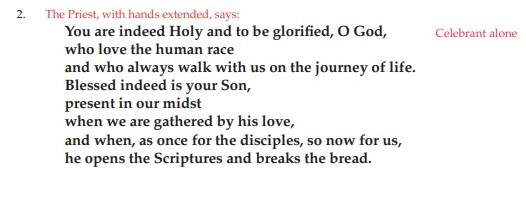 2. The Priest, with hands extended, says:
You are indeed Holy and to be glorified, O God, Celebrant alone
who love the human race
and who always walk with us on the journey of life.
Blessed indeed is your Son,
present in our midst
when we are gathered by his love,
and when, as once for the disciples, so now for us,
he opens the Scriptures and breaks the bread.